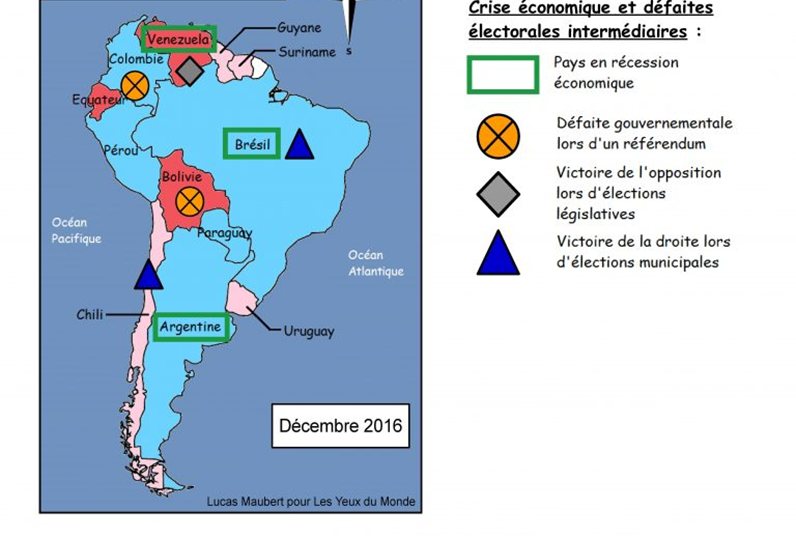 Guyane
Venezuela
Suriname
S
Colombie
Equateur
Pérou
Brésil
Bolivie
Océan
Pacifique
Paraguay
Océan
Atlantique
Chili
Argentine
Uruguay
Décembre 2016
Lucas Maubert pour Les Yeux du Monde
Crise économique et défaites
électorales intermédiaires :
Pays en récession
économique
Défaite gouvernementale
lors d'un référendum
Victoire de l'opposition
lors d'élections
législatives
Victoire de la droite lors
d'élections municipales